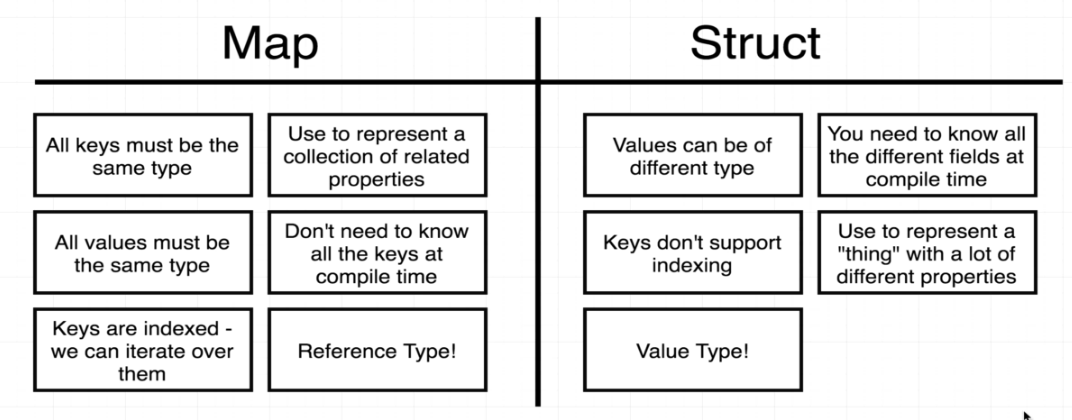 Map
Struct
All keys must be the
same type
Use to represent a
collection of related
properties
Values can be of
different type
You need to know all
the different fields at
compile time
All values must be
the same type
Don't need to know
all the keys at
compile time
Keys don't support
indexing
Use to represent a
"thing" with a lot of
different properties
Keys are indexed -
we can iterate over
them
Reference Type!
Value Type!